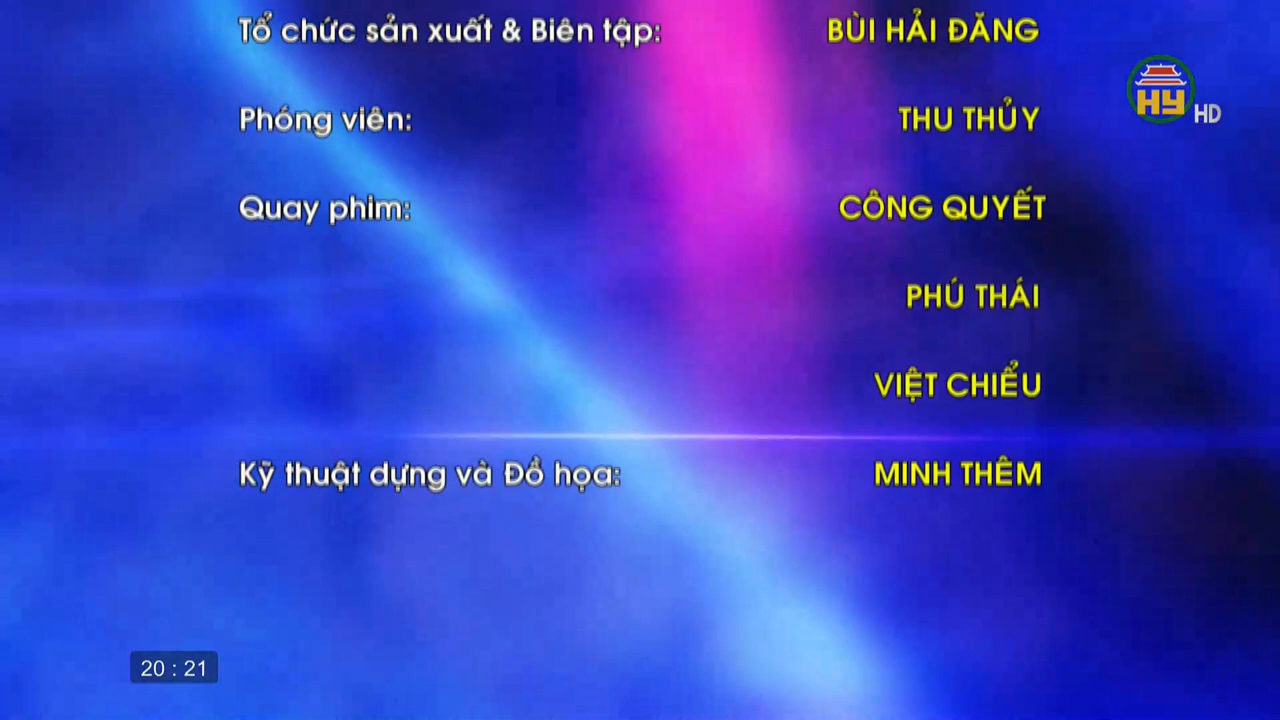 Tổ chức sản xuất & Biên tập: BÙI HẢI ĐĂNG
HY HD
Phóng viên: THU THỦY
Quay phim: CÔNG QUYẾT
PHÚ THÁI
VIỆT CHIỂU
Kỹ thuật dựng và Đồ họa: MINH THÊM
20 : 21